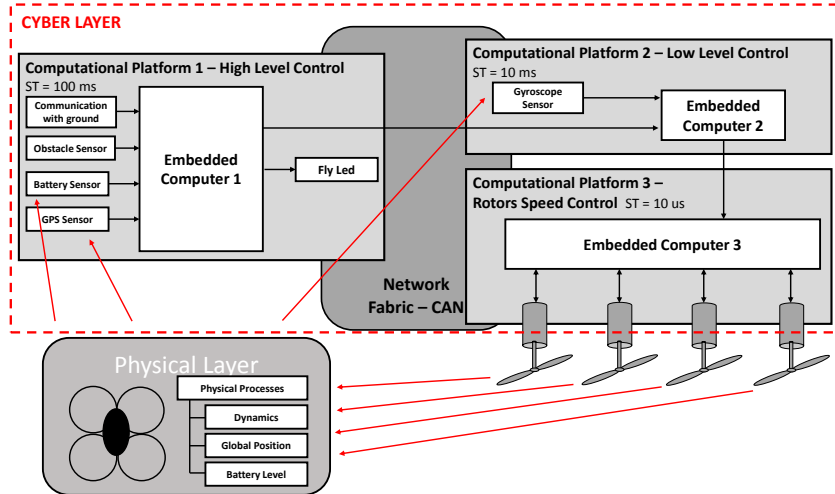 CYBER LAYER
Computational Platform 1 – High Level Control
ST = 100 ms
Communication
with ground
Obstacle Sensor
Battery Sensor
GPS Sensor
Embedded
Computer 1
Fly Led
Network
Fabric – CAN
Computational Platform 2 – Low Level Control
ST = 10 ms
Gyroscope
Sensor
Embedded
Computer 2
Computational Platform 3 –
Rotors Speed Control ST = 10 us
Embedded Computer 3
Physical Layer
Physical Processes
Dynamics
Global Position
Battery Level